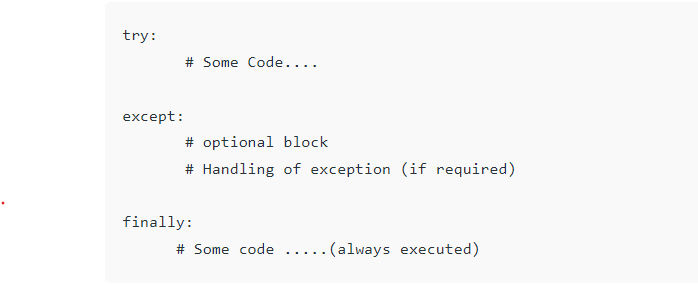 try:
# Some Code....
except:
# optional block
# Handling of exception (if required)
finally:
# Some code .....(always executed)